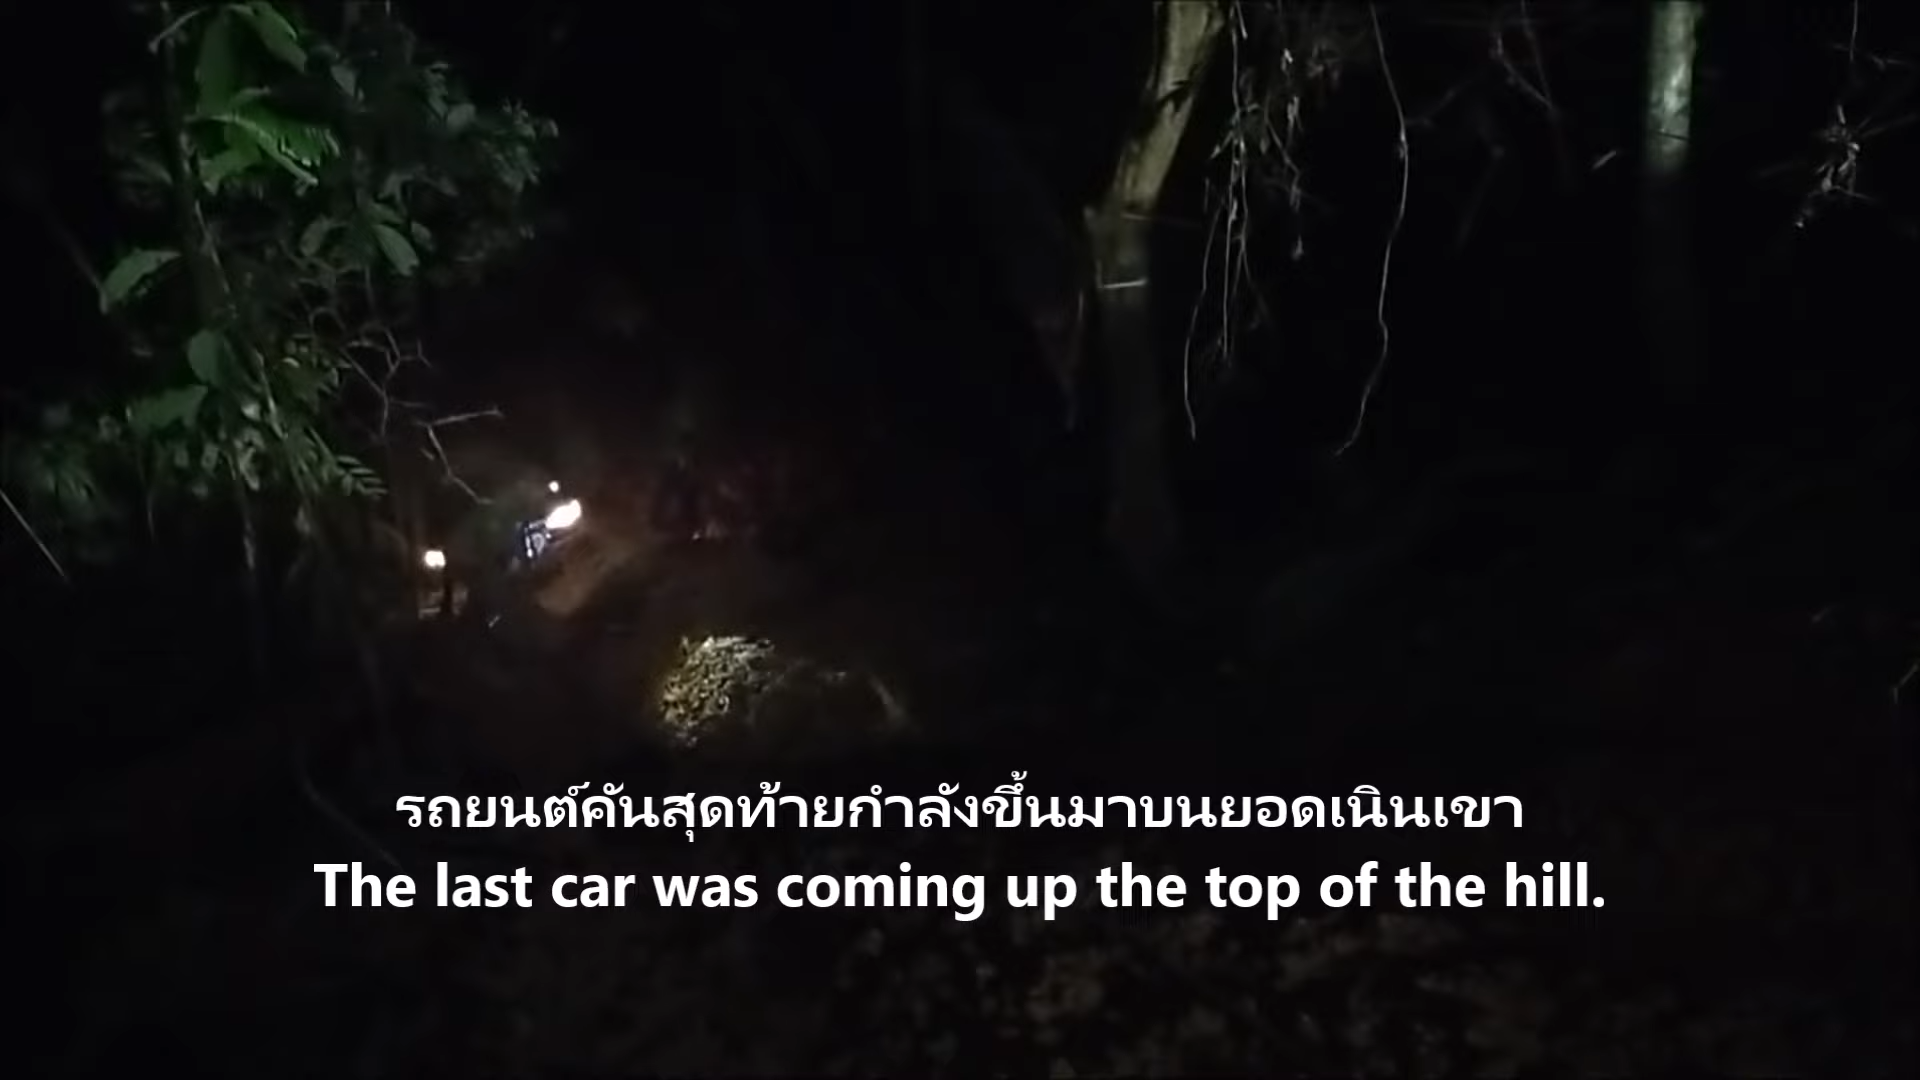 รถยนต์คันสุดท้ายกำลังขึ้นมาบนยอดเนินเขา
The last car was coming up the top of the hill.